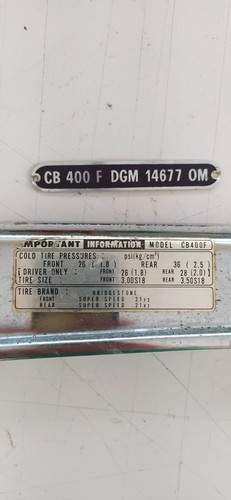 CB 400 F DGM 14677 OM
IMPORTANT INFORMATION MODEL CB400F
COLD TIRE PRESSURES : psi(kg/cm²)
FRONT 26 ( 1.8 ) REAR 36 ( 2.5 )
( DRIVER ONLY : FRONT 26 (1.8) REAR 28 (2.0) )
TIRE SIZE : FRONT 3.00S18 REAR 3.50S18
TIRE BRAND : BRIDGESTONE
FRONT SUPER SPEED
REAR SUPER SPEED